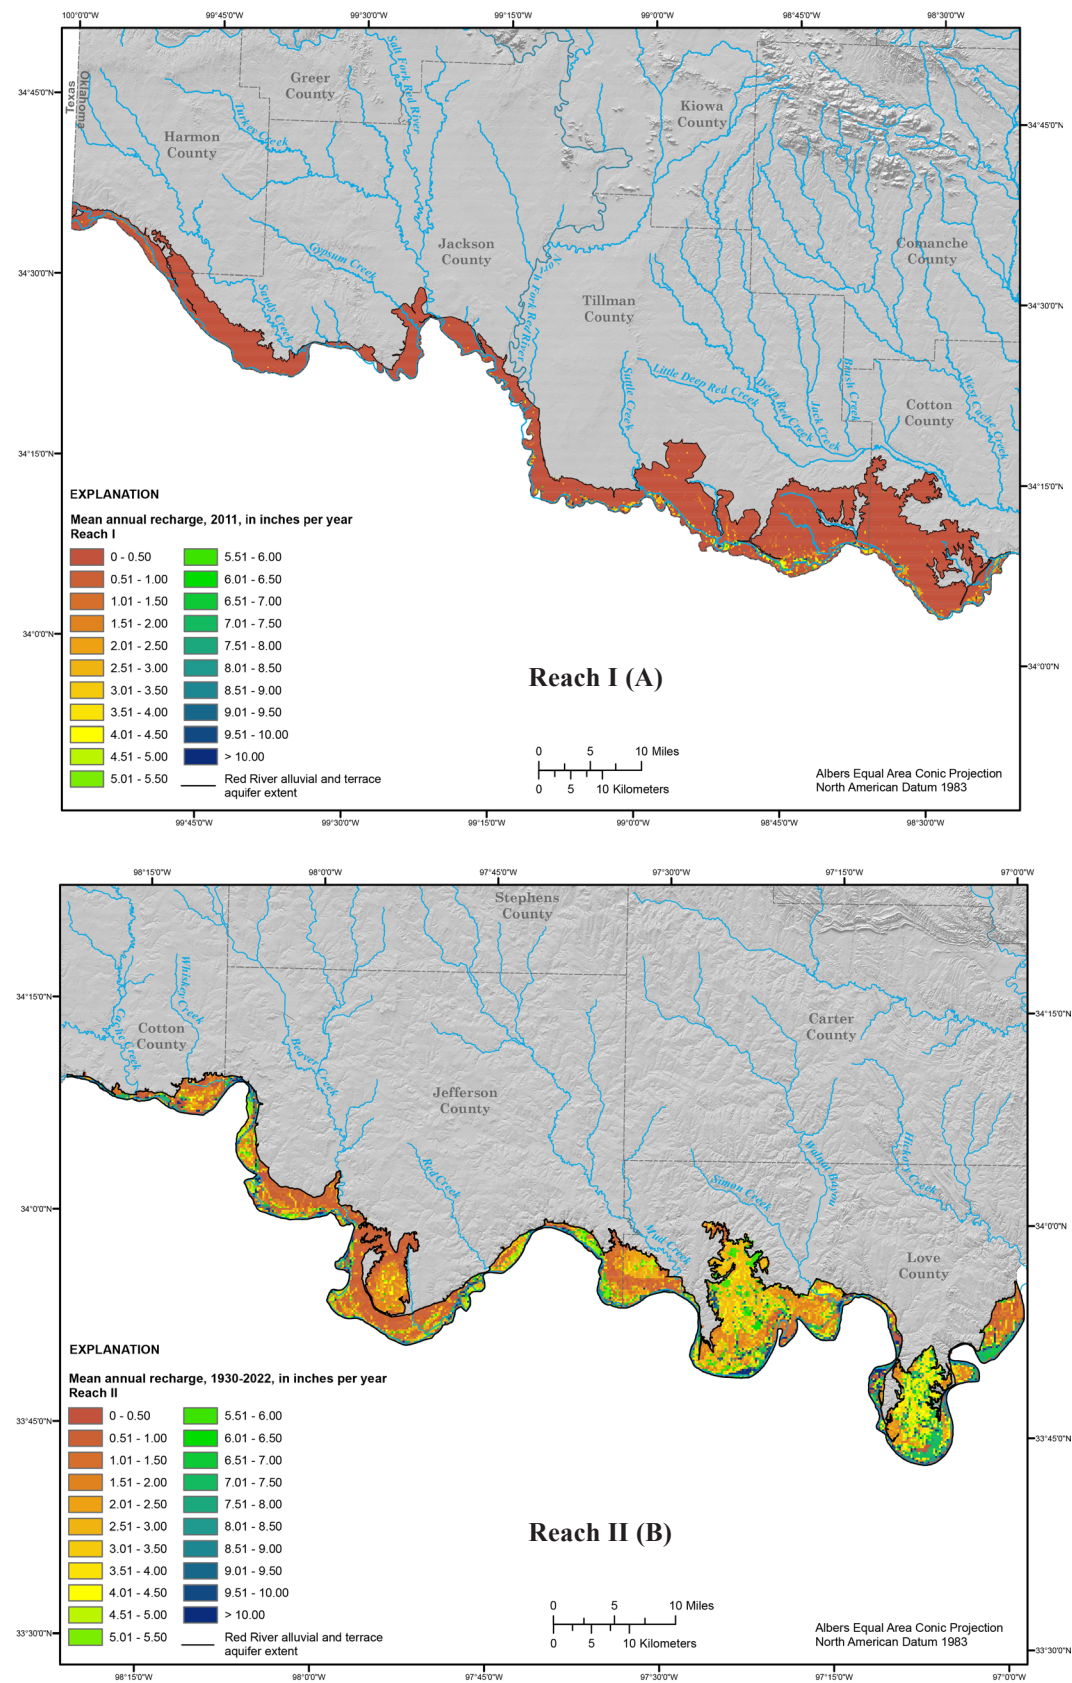 100°0'0"W 99°45'0"W 99°30'0"W 99°15'0"W 99°0'0"W 98°45'0"W 98°30'0"W
34°45'0"N
34°30'0"N
34°15'0"N
34°0'0"N
34°45'0"N
34°30'0"N
34°15'0"N
34°0'0"N
Texas
Oklahoma
Greer
County
Harmon
County
Turkey Creek
Salt Fork Red River
Kiowa
County
Jackson
County
Gypsum Creek
Sandy Creek
North Fork Red River
Tillman
County
Comanche
County
Suttle Creek
Little Deep Red Creek
Deep Red Creek
Jack Creek
Brush Creek
West Cache Creek
Cotton
County
EXPLANATION
Mean annual recharge, 2011, in inches per year
Reach I
0 - 0.50
0.51 - 1.00
1.01 - 1.50
1.51 - 2.00
2.01 - 2.50
2.51 - 3.00
3.01 - 3.50
3.51 - 4.00
4.01 - 4.50
4.51 - 5.00
5.01 - 5.50
5.51 - 6.00
6.01 - 6.50
6.51 - 7.00
7.01 - 7.50
7.51 - 8.00
8.01 - 8.50
8.51 - 9.00
9.01 - 9.50
9.51 - 10.00
> 10.00
Red River alluvial and terrace
aquifer extent
Reach I (A)
0 5 10 Miles
0 5 10 Kilometers
Albers Equal Area Conic Projection
North American Datum 1983
99°45'0"W 99°30'0"W 99°15'0"W 99°0'0"W 98°45'0"W 98°30'0"W
98°15'0"W 98°0'0"W 97°45'0"W 97°30'0"W 97°15'0"W 97°0'0"W
34°15'0"N
34°0'0"N
33°45'0"N
33°30'0"N
34°15'0"N
34°0'0"N
33°45'0"N
33°30'0"N
Stephens
County
Whiskey Creek
Cache Creek
Cotton
County
Beaver Creek
Carter
County
Jefferson
County
Red Creek
Walnut Bayou
Hickory Creek
Simon Creek
Mud Creek
Love
County
EXPLANATION
Mean annual recharge, 1930-2022, in inches per year
Reach II
0 - 0.50
0.51 - 1.00
1.01 - 1.50
1.51 - 2.00
2.01 - 2.50
2.51 - 3.00
3.01 - 3.50
3.51 - 4.00
4.01 - 4.50
4.51 - 5.00
5.01 - 5.50
5.51 - 6.00
6.01 - 6.50
6.51 - 7.00
7.01 - 7.50
7.51 - 8.00
8.01 - 8.50
8.51 - 9.00
9.01 - 9.50
9.51 - 10.00
> 10.00
Red River alluvial and terrace
aquifer extent
Reach II (B)
0 5 10 Miles
0 5 10 Kilometers
Albers Equal Area Conic Projection
North American Datum 1983
98°15'0"W 98°0'0"W 97°45'0"W 97°30'0"W 97°15'0"W 97°0'0"W